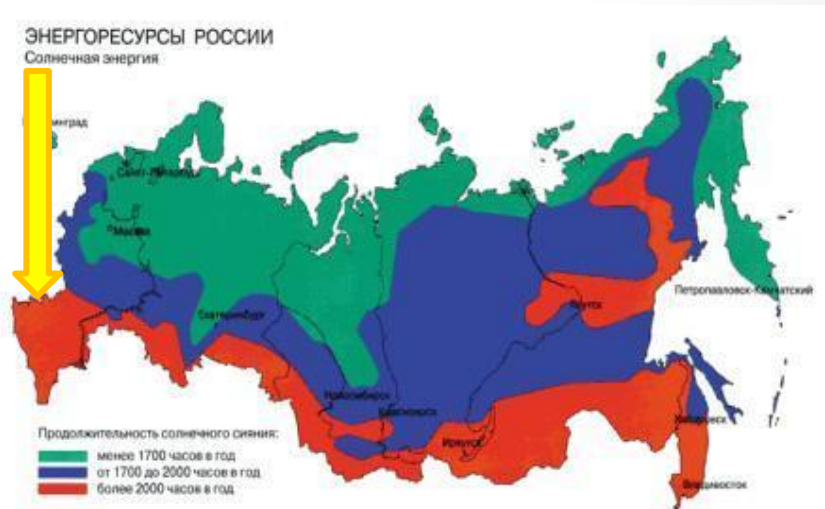 ЭНЕРГОРЕСУРСЫ РОССИИ
Солнечная энергия
Санкт-Петербург
Москва
Екатеринбург
Якутск
Петропавловск-Камчатский
Новосибирск
Красноярск
Иркутск
Хабаровск
Владивосток
Продолжительность солнечного сияния:
менее 1700 часов в год
от 1700 до 2000 часов в год
более 2000 часов в год